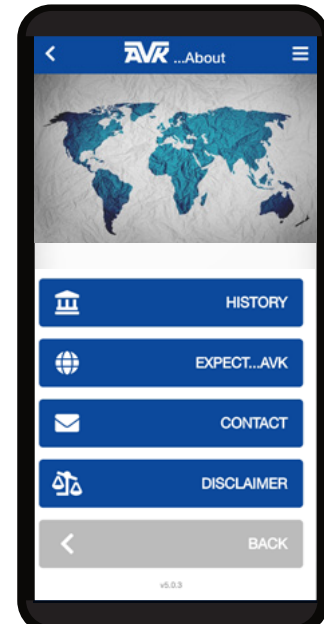 AVK ...About
HISTORY
EXPECT...AVK
CONTACT
DISCLAIMER
BACK
v5.0.3